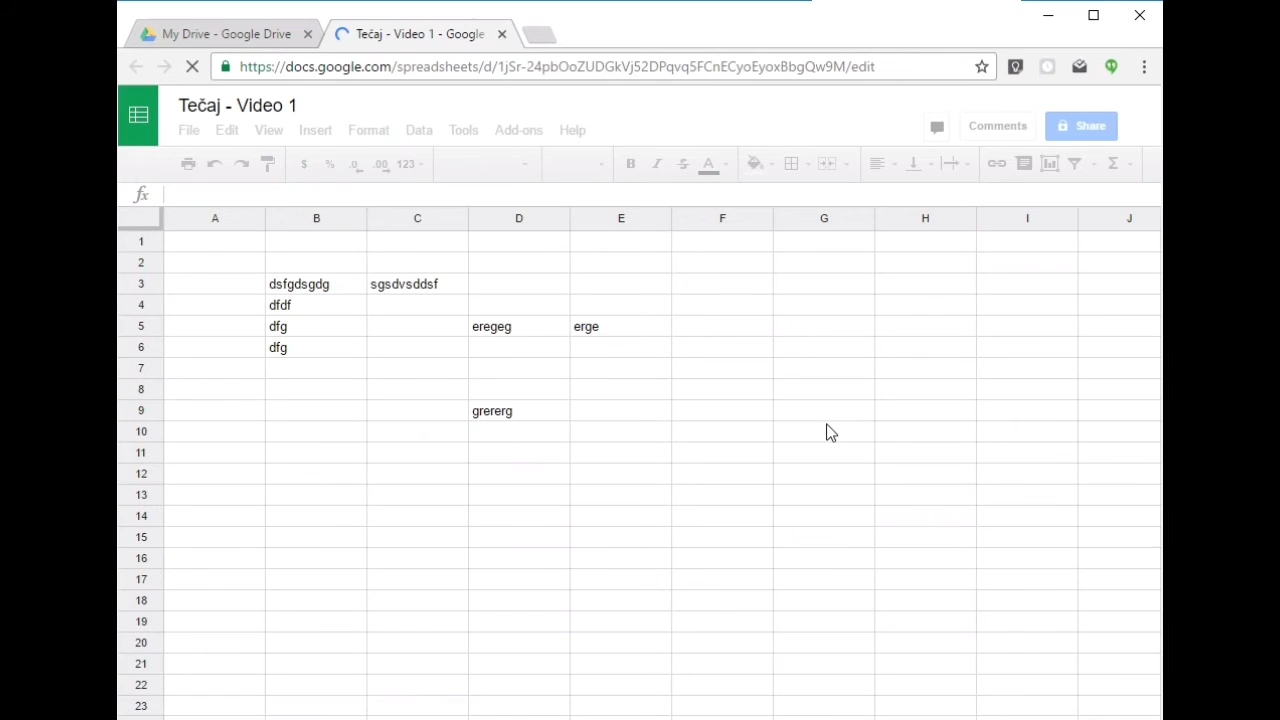 My Drive - Google Drive
Tečaj - Video 1 - Google
https://docs.google.com/spreadsheets/d/1jSr-24pbOoZUDGkVj52DPqvq5FCnECyoEyoxBbgQw9M/edit
Tečaj - Video 1
File Edit View Insert Format Data Tools Add-ons Help
Comments Share
$ % .0 .00 123 B I S A Σ
fx
A B C D E F G H I J
1
2
3 dsfgdsgdg sgsdvsddsf
4 dfdf
5 dfg eregeg erge
6 dfg
7
8
9 grererg
10
11
12
13
14
15
16
17
18
19
20
21
22
23